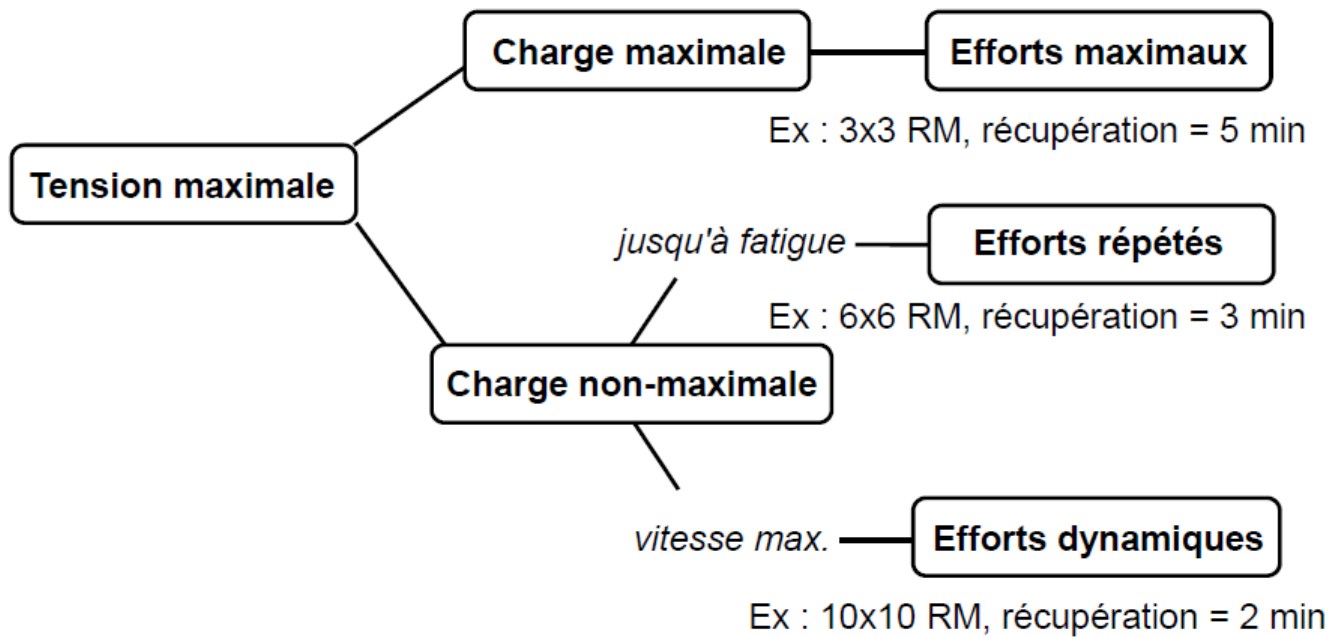 Charge maximale
Efforts maximaux
Ex : 3x3 RM, récupération = 5 min
Tension maximale
jusqu'à fatigue
Efforts répétés
Ex : 6x6 RM, récupération = 3 min
Charge non-maximale
vitesse max.
Efforts dynamiques
Ex : 10x10 RM, récupération = 2 min